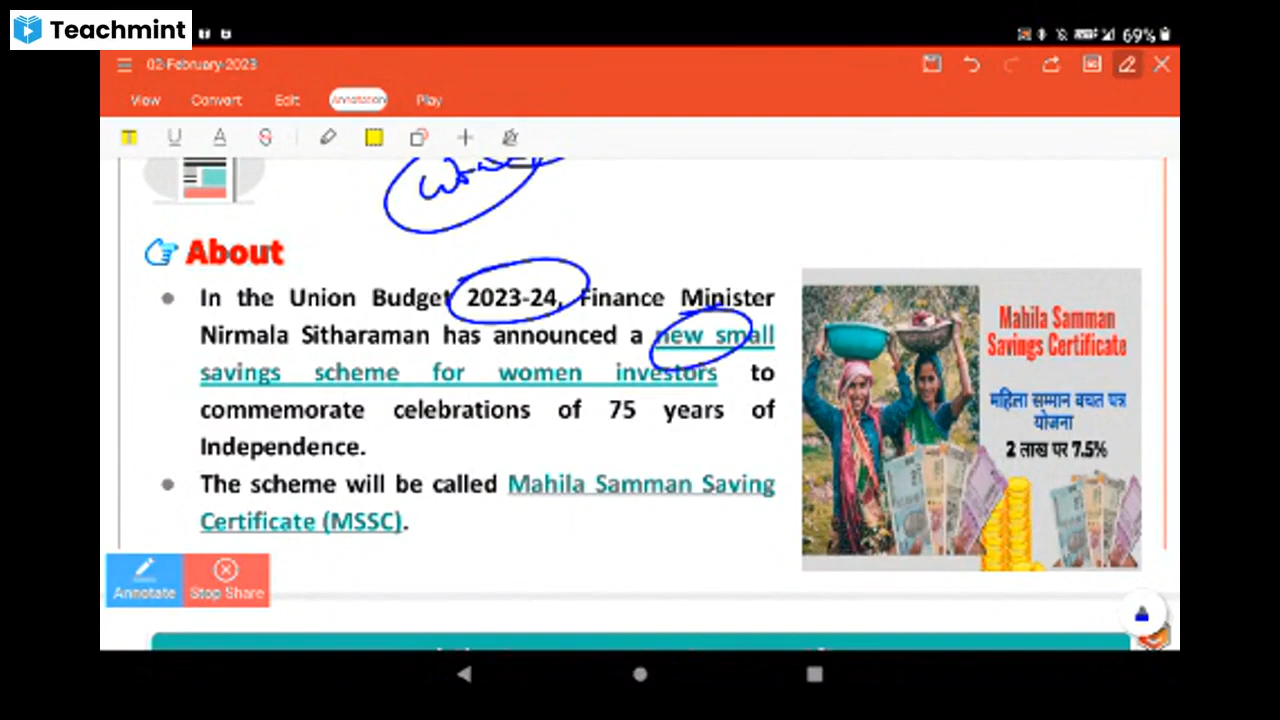 Teachmint
69%
02-February-2023
View Convert Edit Annotation Play
About
In the Union Budget 2023-24, Finance Minister
Nirmala Sitharaman has announced a new small
savings scheme for women investors to
commemorate celebrations of 75 years of
Independence.
The scheme will be called Mahila Samman Saving
Certificate (MSSC).
Mahila Samman
Savings Certificate
महिला सम्मान बचत पत्र
योजना
2 लाख पर 7.5%
Annotate Stop Share